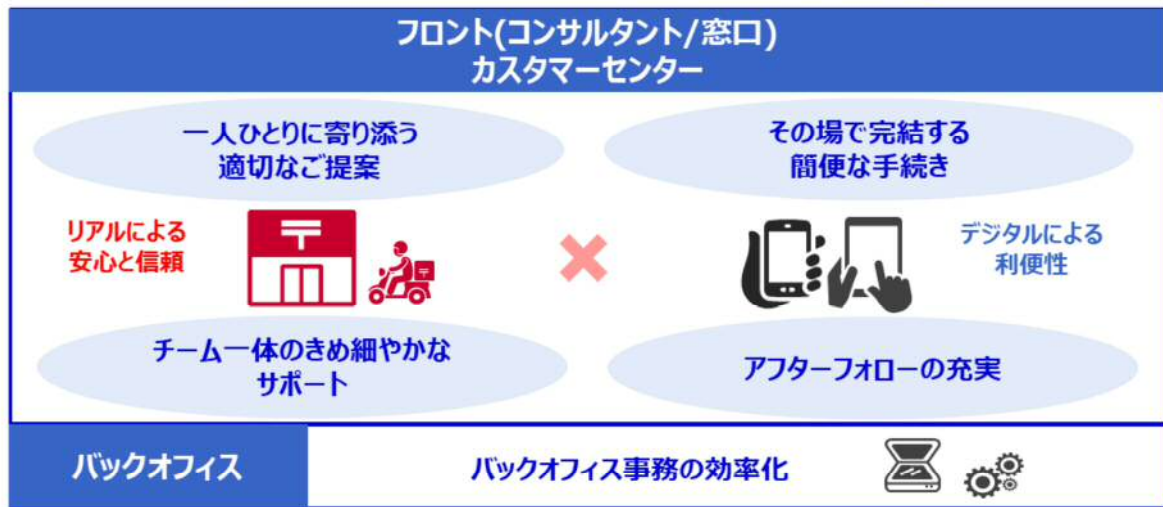 フロント(コンサルタント/窓口)
カスタマーセンター
一人ひとりに寄り添う
適切なご提案
その場で完結する
簡便な手続き
リアルによる
安心と信頼
デジタルによる
利便性
チーム一体のきめ細やかな
サポート
アフターフォローの充実
バックオフィス
バックオフィス事務の効率化